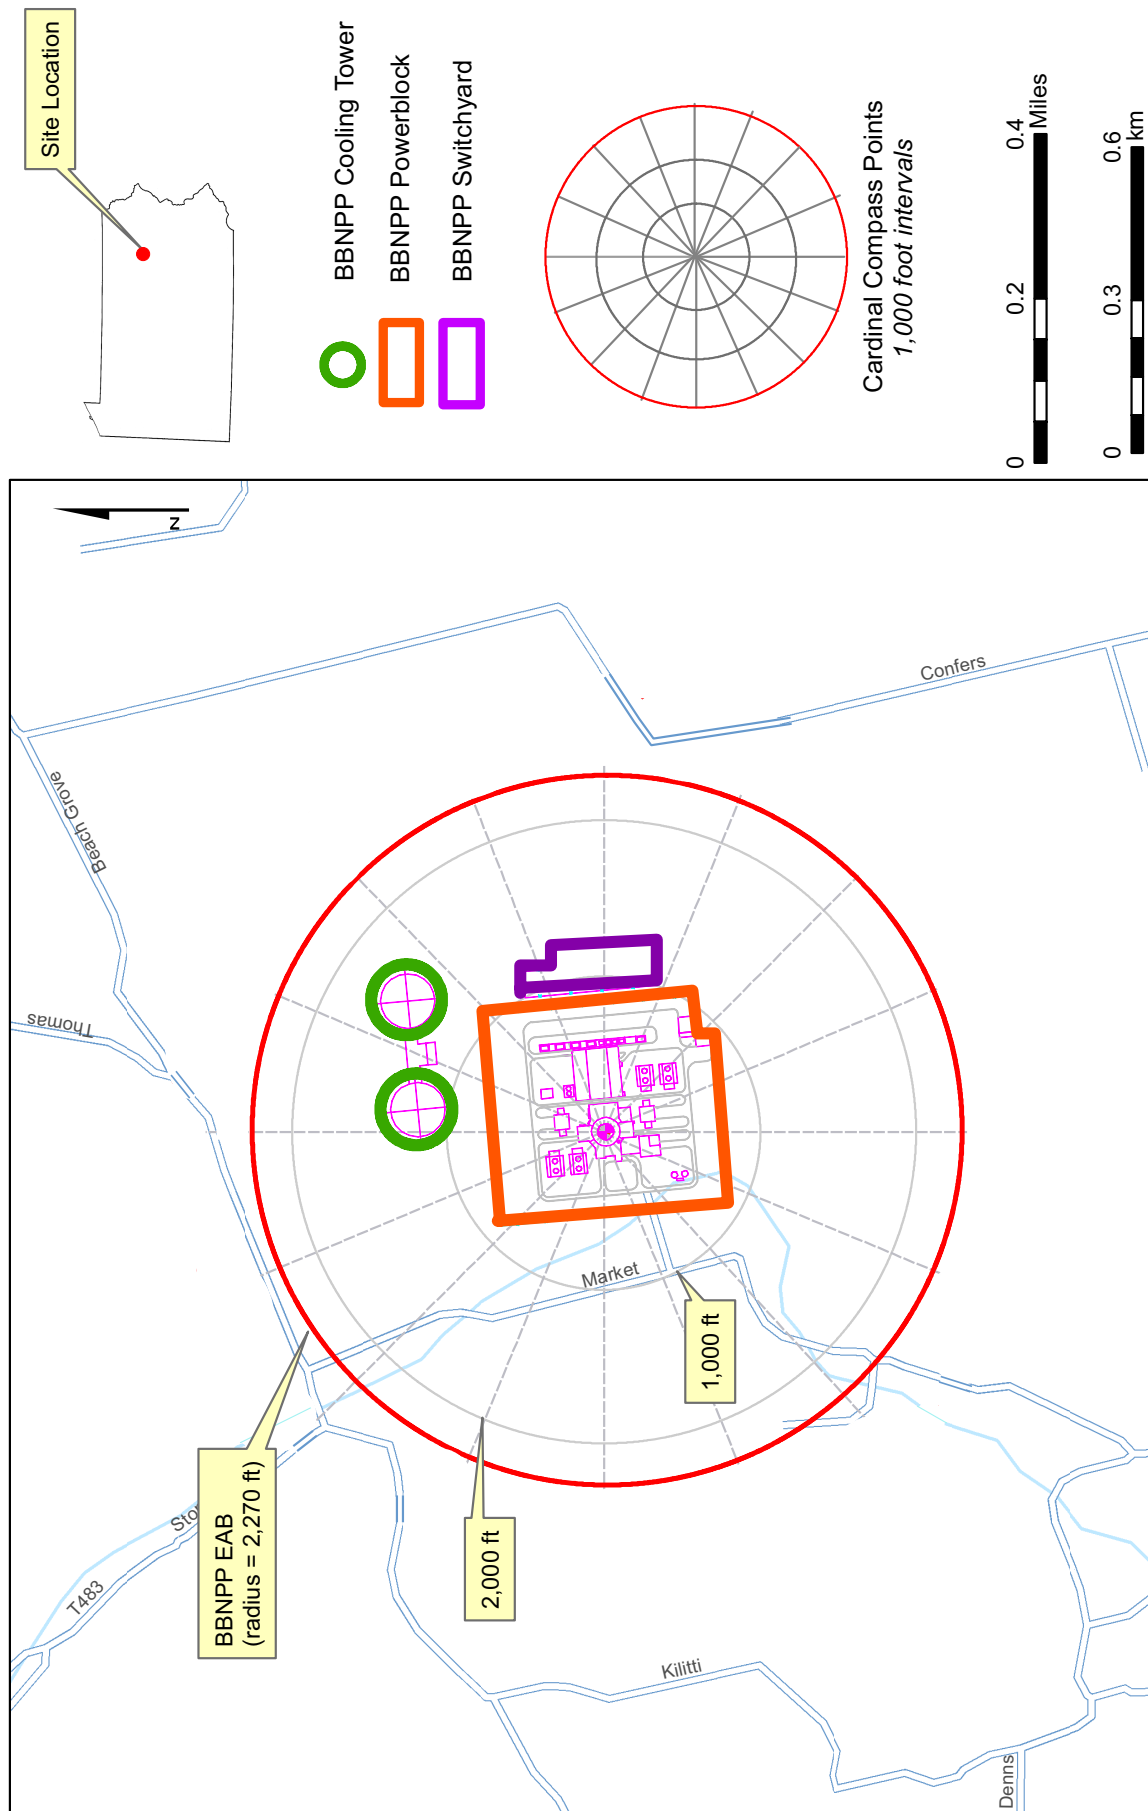 Site Location
BBNPP Cooling Tower
BBNPP Powerblock
BBNPP Switchyard
Cardinal Compass Points
1,000 foot intervals
0
0.2
0.4
Miles
0
0.3
0.6
km
N
Beach Grove
Thomas
Confers
Market
1,000 ft
2,000 ft
BBNPP EAB
(radius = 2,270 ft)
T483
Kilitti
Denns